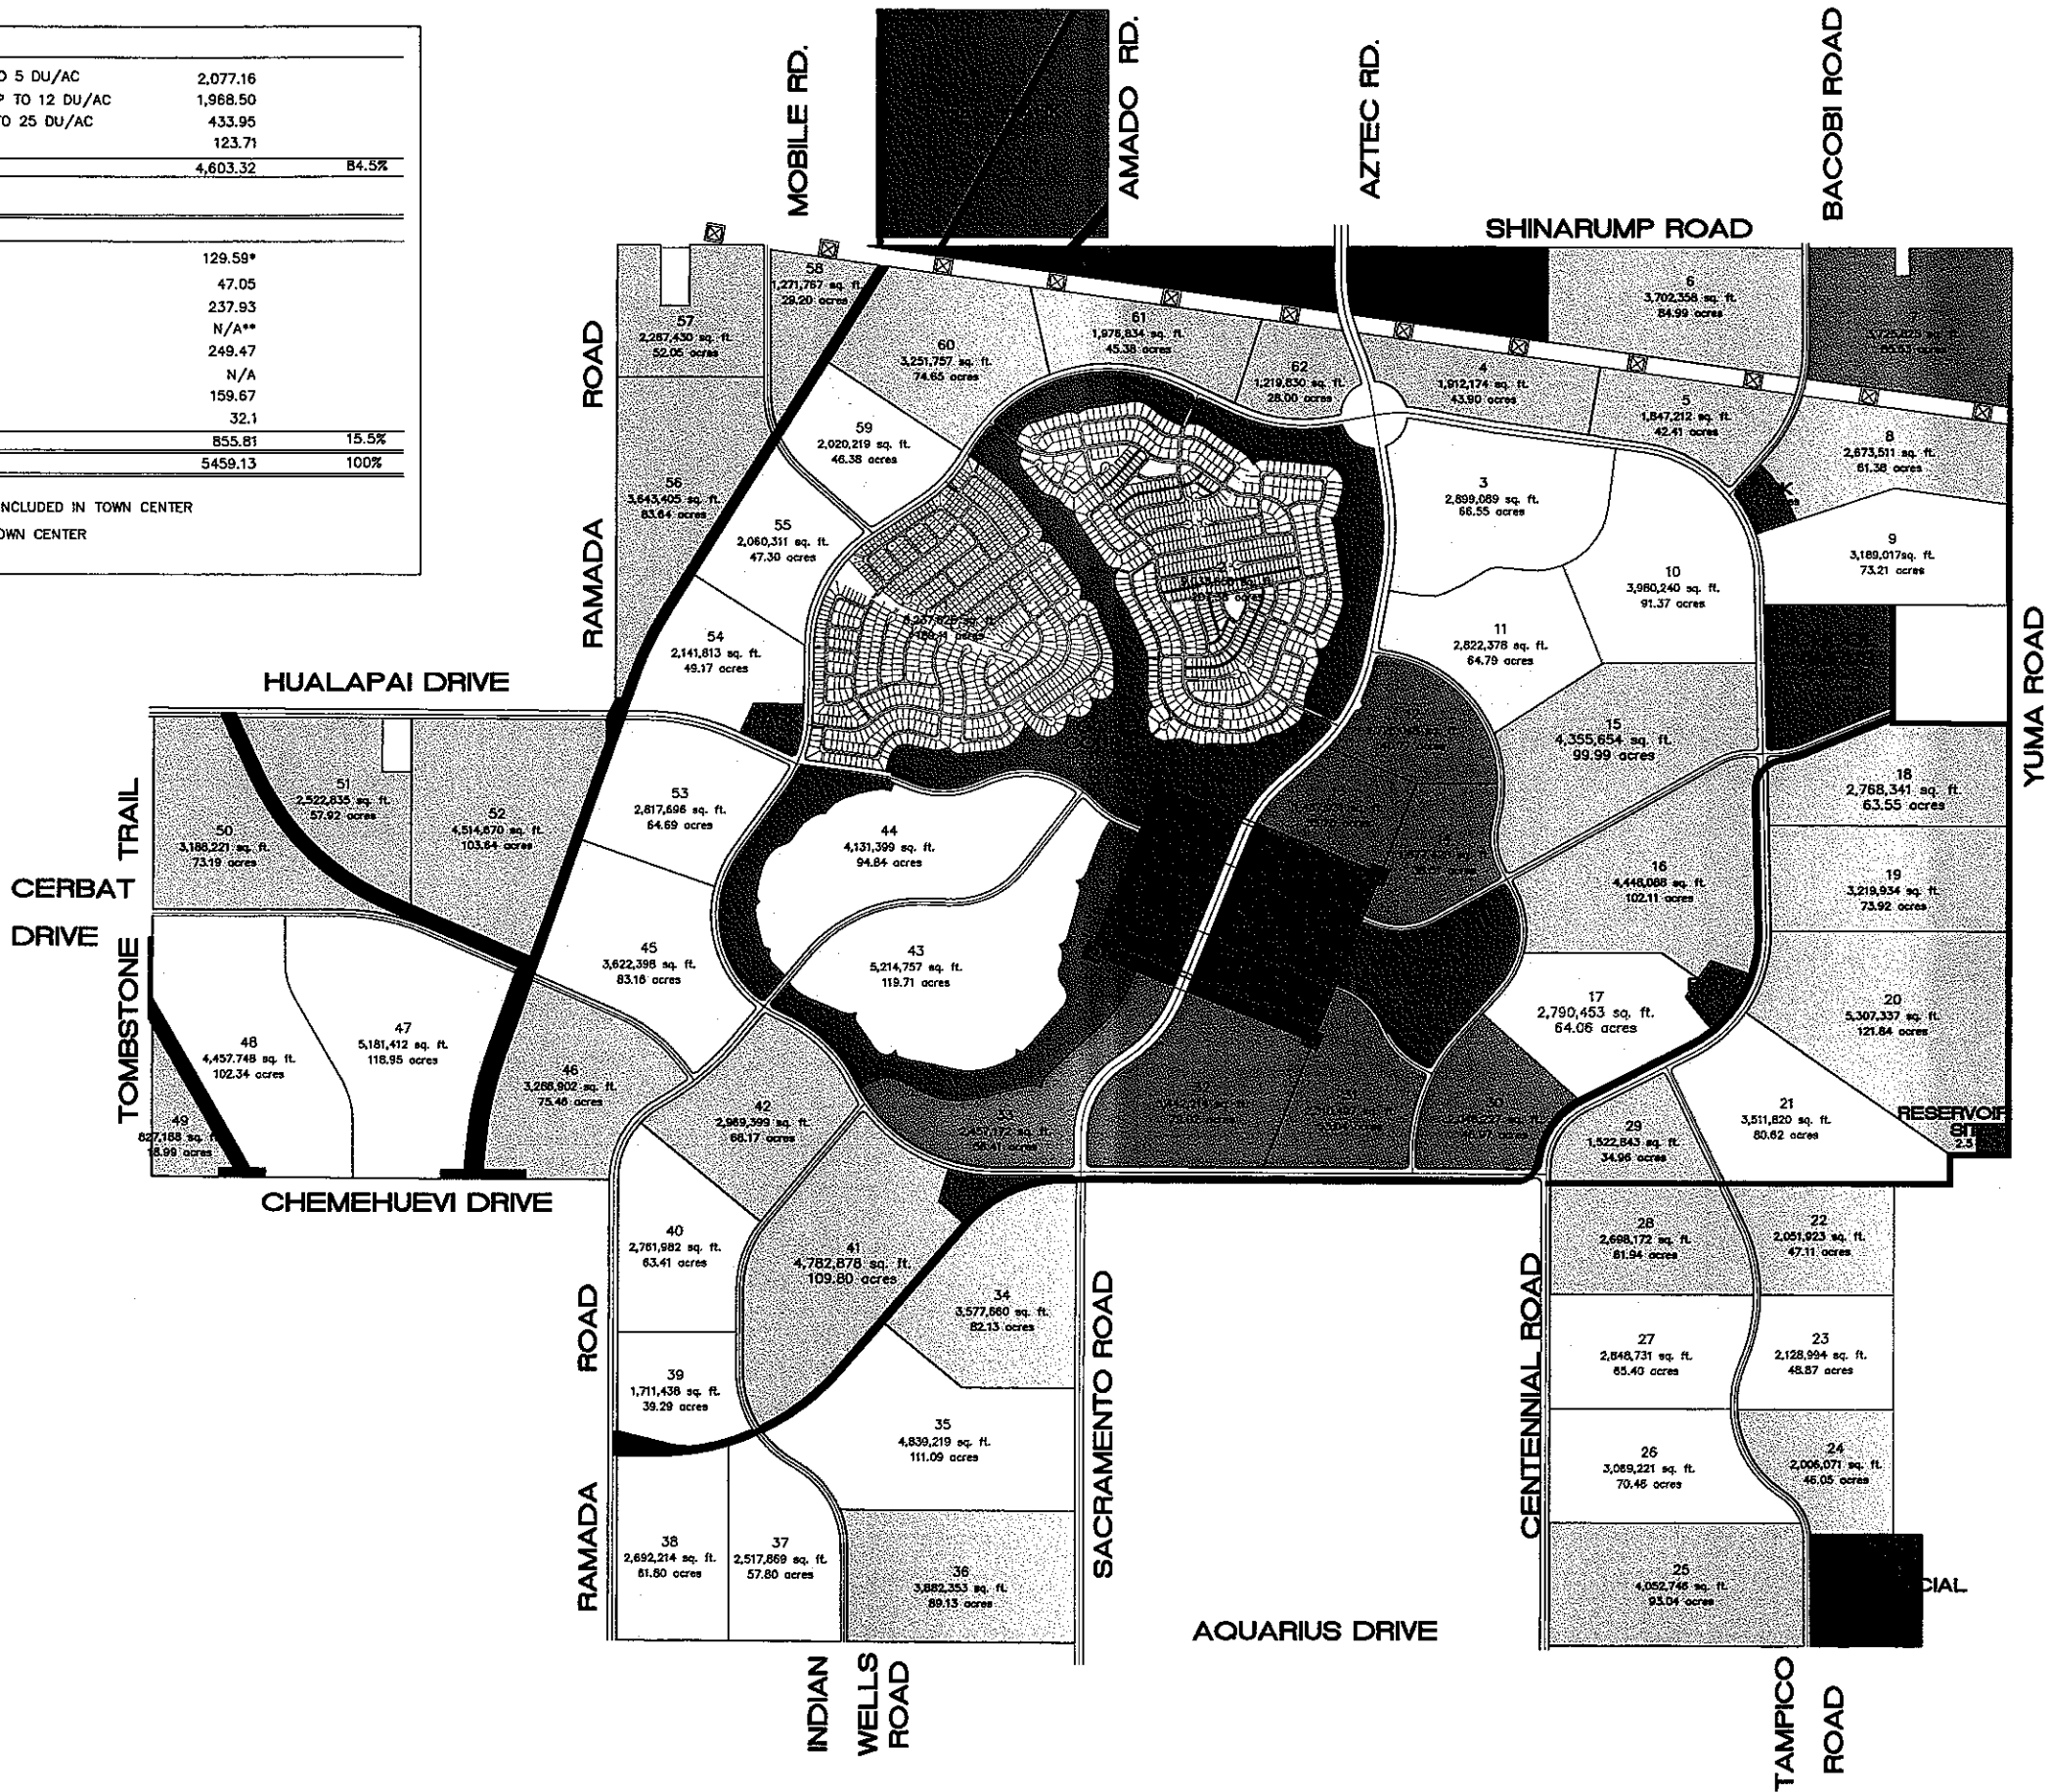 O 5 DU/AC 2,077.16
P TO 12 DU/AC 1,968.50
TO 25 DU/AC 433.95
123.71
4,603.32 84.5%
129.59*
47.05
237.93
N/A**
249.47
N/A
159.67
32.1
855.81 15.5%
5459.13 100%
NCLUDED IN TOWN CENTER
OWN CENTER
MOBILE RD.
AMADO RD.
AZTEC RD.
BACOBI ROAD
SHINARUMP ROAD
YUMA ROAD
ROAD
RAMADA
HUALAPAI DRIVE
CERBAT
DRIVE
TRAIL
TOMBSTONE
CHEMEHUEVI DRIVE
ROAD
RAMADA
INDIAN
WELLS
ROAD
SACRAMENTO ROAD
AQUARIUS DRIVE
CENTENNIAL ROAD
TAMPICO
ROAD
RESERVOIR
SITE
2.5
CIAL
57
2,267,430 sq. ft.
52.05 acres
58
1,271,767 sq. ft.
29.20 acres
60
3,251,757 sq. ft.
74.65 acres
61
1,976,834 sq. ft.
45.38 acres
62
1,219,830 sq. ft.
28.00 acres
4
1,912,174 sq. ft.
43.90 acres
5
1,847,212 sq. ft.
42.41 acres
6
3,702,358 sq. ft.
84.99 acres
7
8
2,673,511 sq. ft.
61.38 acres
9
3,189,017sq. ft.
73.21 acres
59
2,020,219 sq. ft.
46.38 acres
56
3,643,405 sq. ft.
83.64 acres
55
2,060,311 sq. ft.
47.30 acres
54
2,141,813 sq. ft.
49.17 acres
3
2,899,089 sq. ft.
66.55 acres
10
3,980,240 sq. ft.
91.37 acres
11
2,822,378 sq. ft.
64.79 acres
15
4,355,654 sq. ft.
99.99 acres
16
4,448,088 sq. ft.
102.11 acres
17
2,790,453 sq. ft.
64.06 acres
18
2,768,341 sq. ft.
63.55 acres
19
3,219,934 sq. ft.
73.92 acres
20
5,307,337 sq. ft.
121.84 acres
21
3,511,820 sq. ft.
80.62 acres
50
3,188,221 sq. ft.
73.19 acres
51
2,522,835 sq. ft.
57.92 acres
52
4,514,670 sq. ft.
103.64 acres
53
2,817,696 sq. ft.
64.69 acres
44
4,131,399 sq. ft.
94.84 acres
43
5,214,757 sq. ft.
119.71 acres
45
3,622,398 sq. ft.
83.16 acres
48
4,457,748 sq. ft.
102.34 acres
47
5,181,412 sq. ft.
118.95 acres
46
3,286,902 sq. ft.
75.46 acres
49
827,188 sq. ft.
18.99 acres
42
2,969,399 sq. ft.
68.17 acres
33
30
29
1,522,843 sq. ft.
34.96 acres
40
2,761,982 sq. ft.
63.41 acres
41
4,782,878 sq. ft.
109.80 acres
34
3,577,660 sq. ft.
82.13 acres
39
1,711,438 sq. ft.
39.29 acres
35
4,839,219 sq. ft.
111.09 acres
38
2,692,214 sq. ft.
61.80 acres
37
2,517,869 sq. ft.
57.80 acres
36
3,882,353 sq. ft.
89.13 acres
28
2,698,172 sq. ft.
61.94 acres
22
2,051,923 sq. ft.
47.11 acres
27
2,848,731 sq. ft.
65.40 acres
23
2,128,994 sq. ft.
48.87 acres
26
3,069,221 sq. ft.
70.46 acres
24
2,006,071 sq. ft.
46.05 acres
25
4,052,746 sq. ft.
93.04 acres